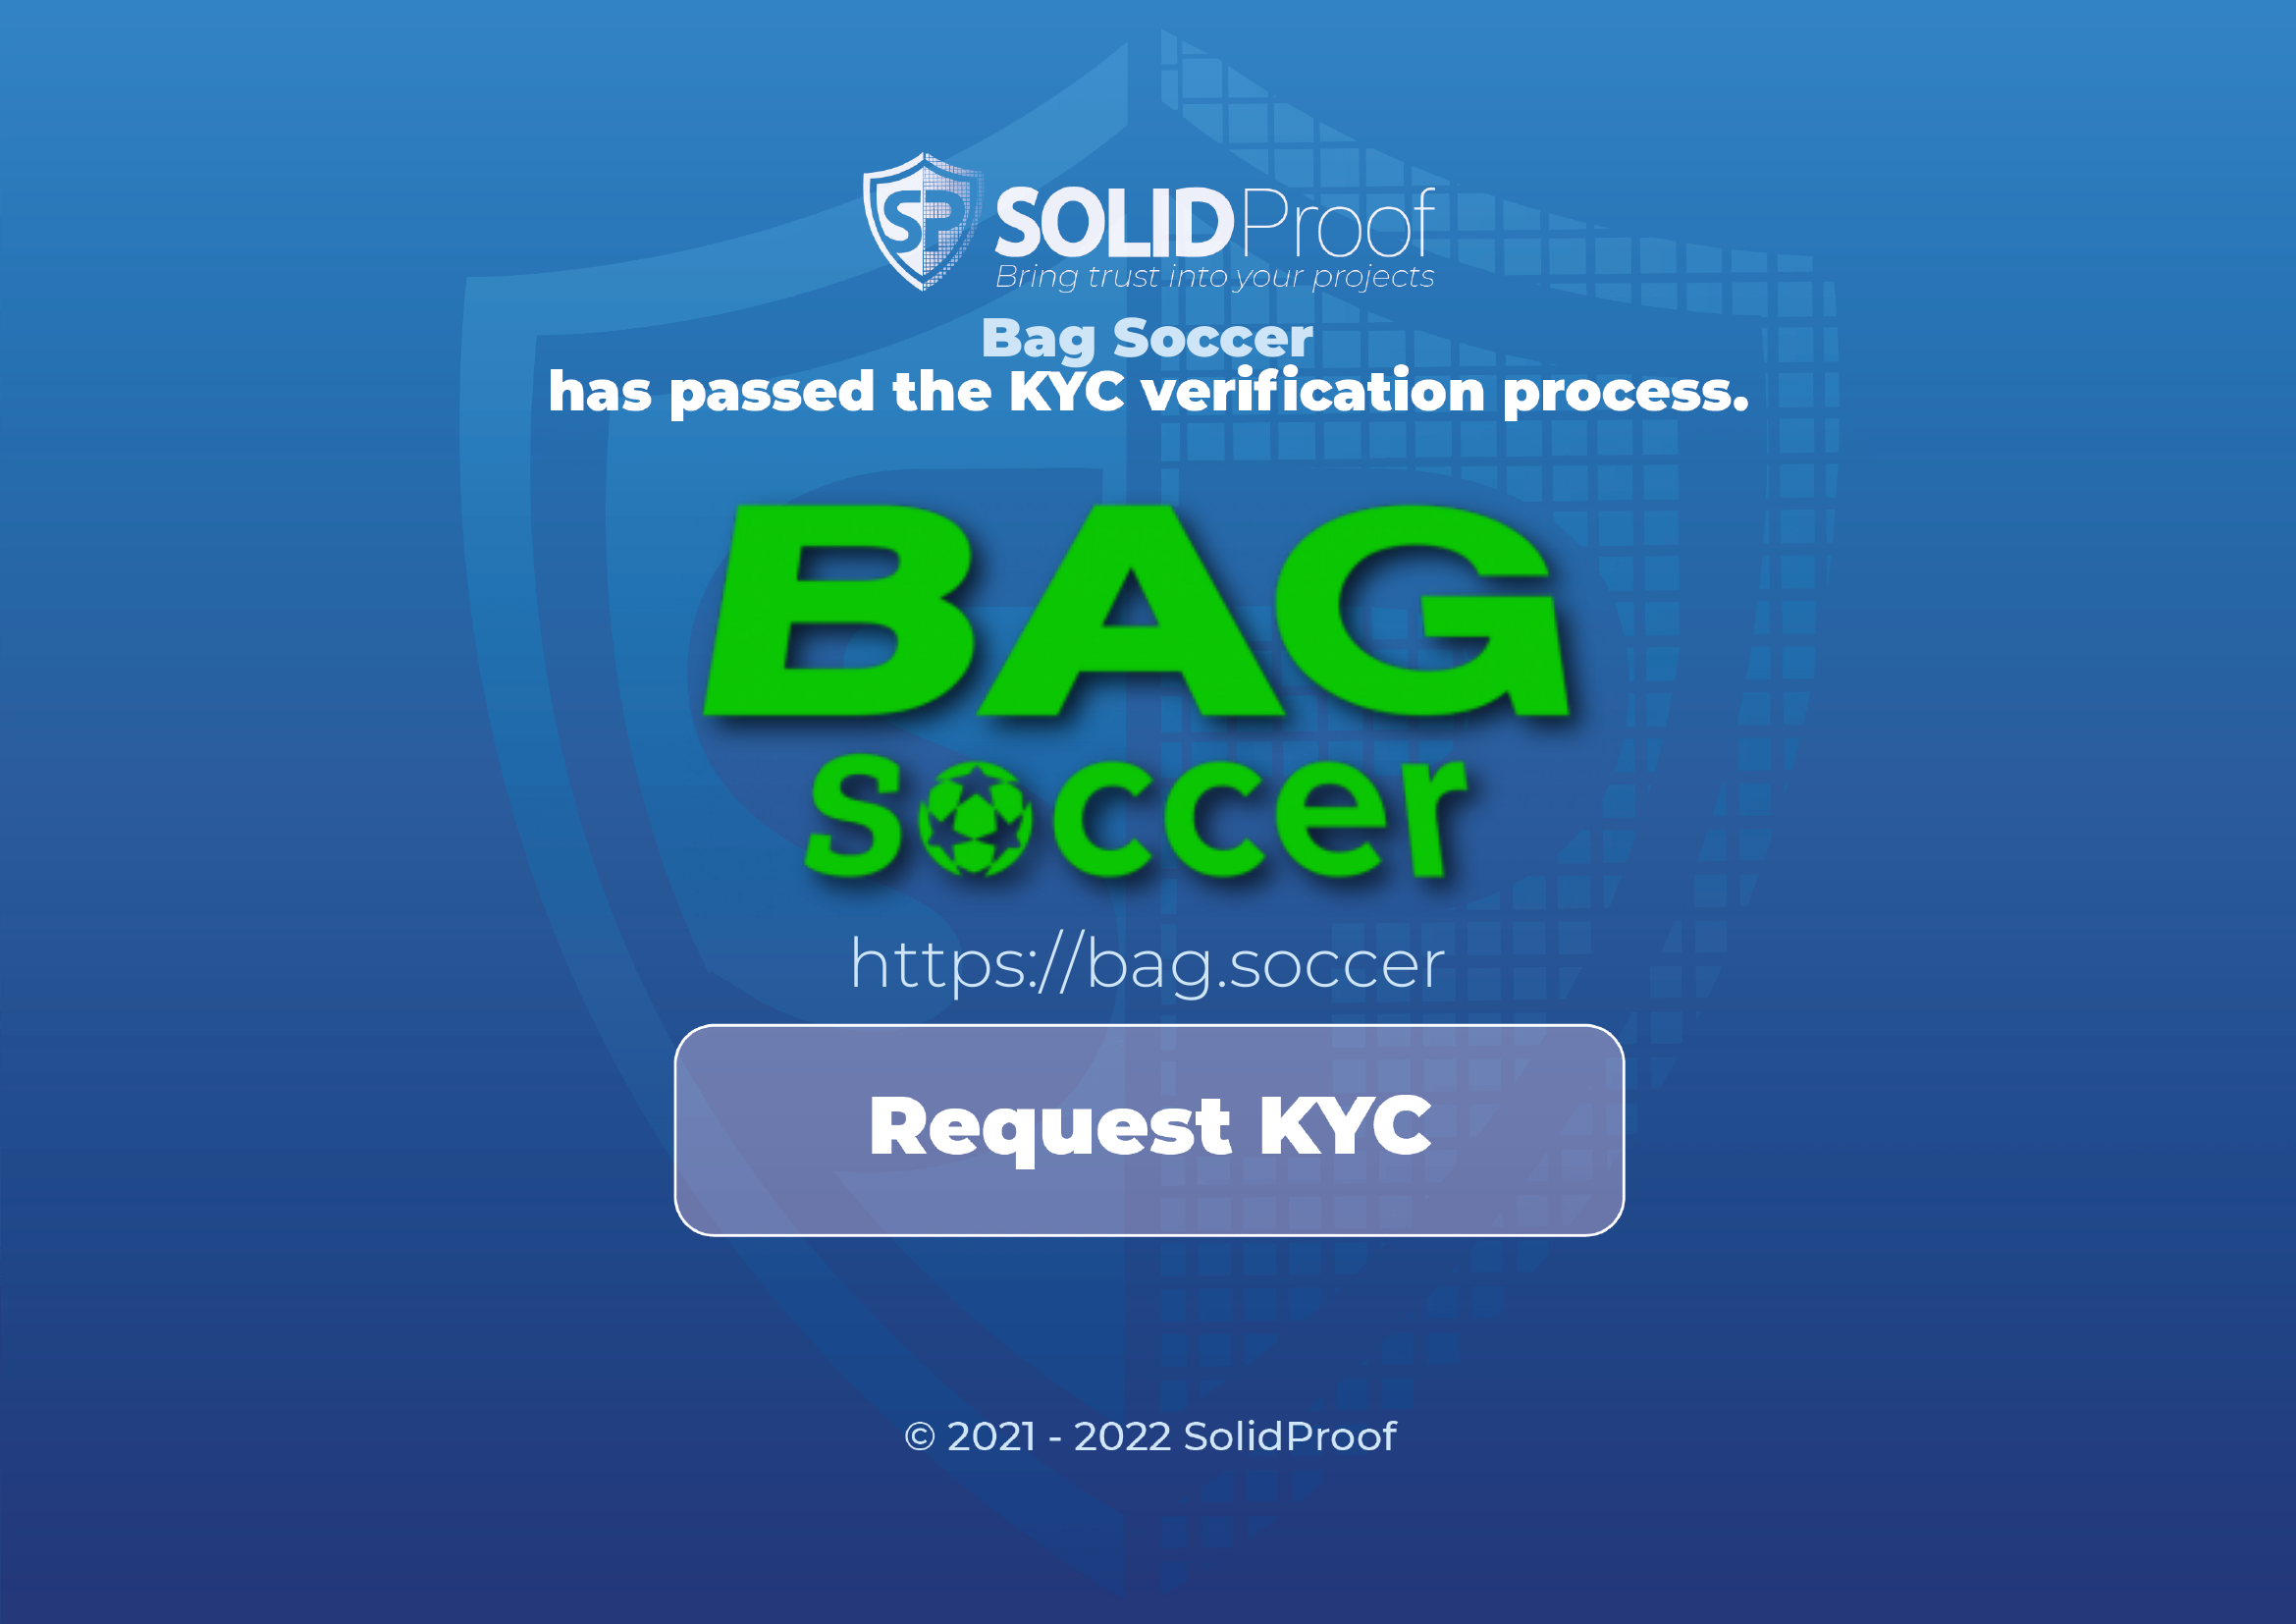 SP SOLIDProof
Bring trust into your projects
Bag Soccer
has passed the KYC verification process.
BAG
Soccer
https://bag.soccer
Request KYC
© 2021 - 2022 SolidProof